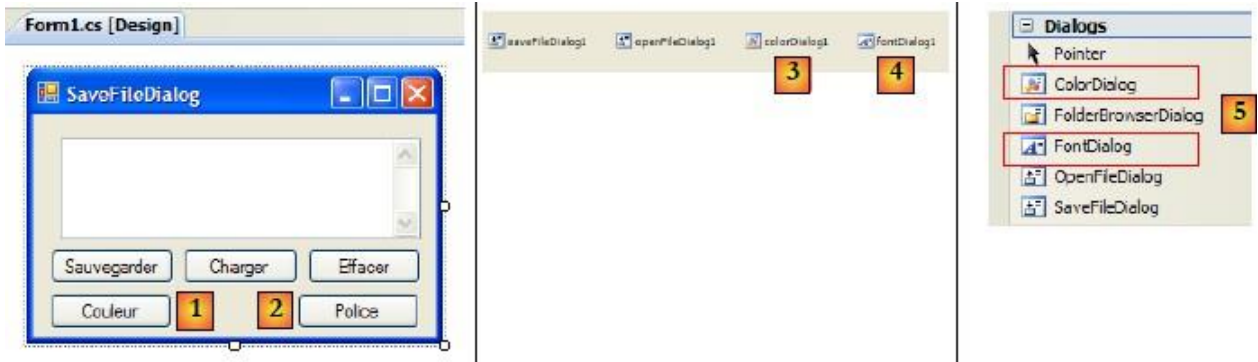 Form1.cs [Design]
SaveFileDialog
Sauvegarder
Charger
Effacer
Couleur
1
2
Police
saveFileDialog1
openFileDialog1
colorDialog1
fontDialog1
3
4
Dialogs
Pointer
ColorDialog
FolderBrowserDialog
5
FontDialog
OpenFileDialog
SaveFileDialog